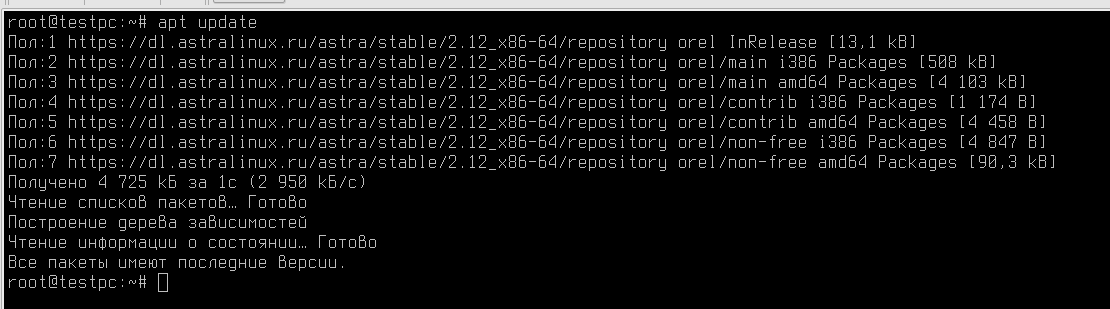 root@testpc:~# apt update
Пол:1 https://dl.astralinux.ru/astra/stable/2.12_x86-64/repository orel InRelease [13,1 kB]
Пол:2 https://dl.astralinux.ru/astra/stable/2.12_x86-64/repository orel/main i386 Packages [508 kB]
Пол:3 https://dl.astralinux.ru/astra/stable/2.12_x86-64/repository orel/main amd64 Packages [4 103 kB]
Пол:4 https://dl.astralinux.ru/astra/stable/2.12_x86-64/repository orel/contrib i386 Packages [1 174 B]
Пол:5 https://dl.astralinux.ru/astra/stable/2.12_x86-64/repository orel/contrib amd64 Packages [4 458 B]
Пол:6 https://dl.astralinux.ru/astra/stable/2.12_x86-64/repository orel/non-free i386 Packages [4 847 B]
Пол:7 https://dl.astralinux.ru/astra/stable/2.12_x86-64/repository orel/non-free amd64 Packages [90,3 kB]
Получено 4 725 kБ за 1с (2 950 kБ/c)
Чтение списков пакетов… Готово
Построение дерева зависимостей
Чтение информации о состоянии… Готово
Все пакеты имеют последние версии.
root@testpc:~#